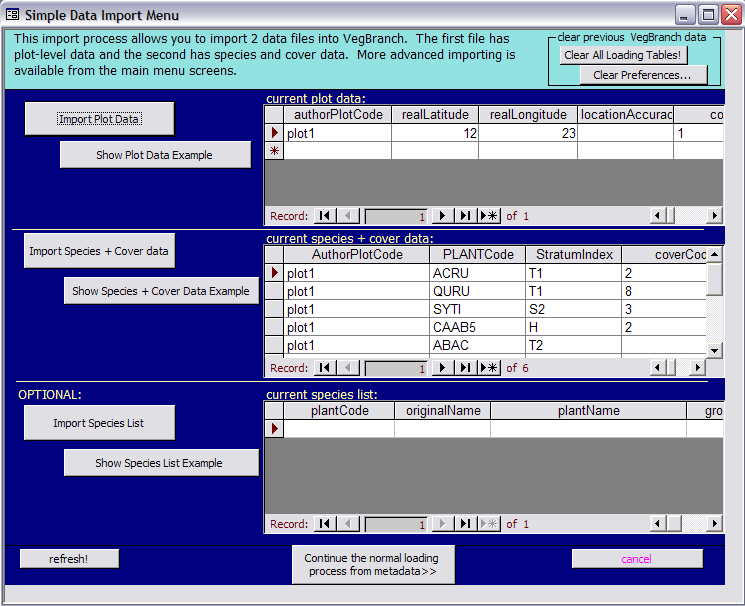 Simple Data Import Menu
This import process allows you to import 2 data files into VegBranch. The first file has
plot-level data and the second has species and cover data. More advanced importing is
available from the main menu screens.
clear previous VegBranch data
Clear All Loading Tables!
Clear Preferences...
Import Plot Data
Show Plot Data Example
current plot data:
authorPlotCode realLatitude realLongitude locationAccurac co
plot1 12 23 1
Record: 1 of 1
Import Species + Cover data
Show Species + Cover Data Example
current species + cover data:
AuthorPlotCode PLANTCode StratumIndex coverCod
plot1 ACRU T1 2
plot1 QURU T1 8
plot1 SYTI S2 3
plot1 CAAB5 H 2
plot1 ABAC T2
Record: 1 of 6
OPTIONAL:
Import Species List
Show Species List Example
current species list:
plantCode originalName plantName gro
Record: 1 of 1
refresh!
Continue the normal loading
process from metadata>>
cancel